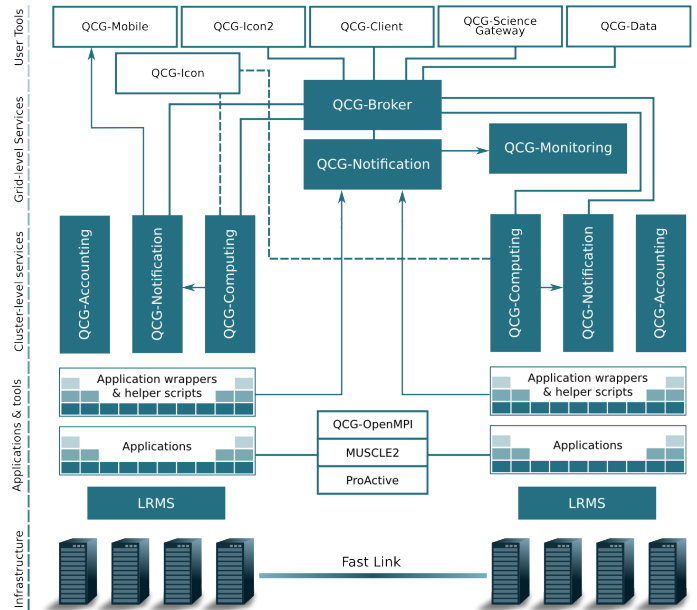 User Tools
QCG-Mobile
QCG-Icon2
QCG-Client
QCG-Science
Gateway
QCG-Data
QCG-Icon
Grid-level Services
QCG-Broker
QCG-Notification
QCG-Monitoring
Cluster-level services
QCG-Accounting
QCG-Notification
QCG-Computing
QCG-Computing
QCG-Notification
QCG-Accounting
Applications & tools
Application wrappers
& helper scripts
Application wrappers
& helper scripts
QCG-OpenMPI
MUSCLE2
ProActive
Applications
Applications
LRMS
LRMS
Infrastructure
Fast Link